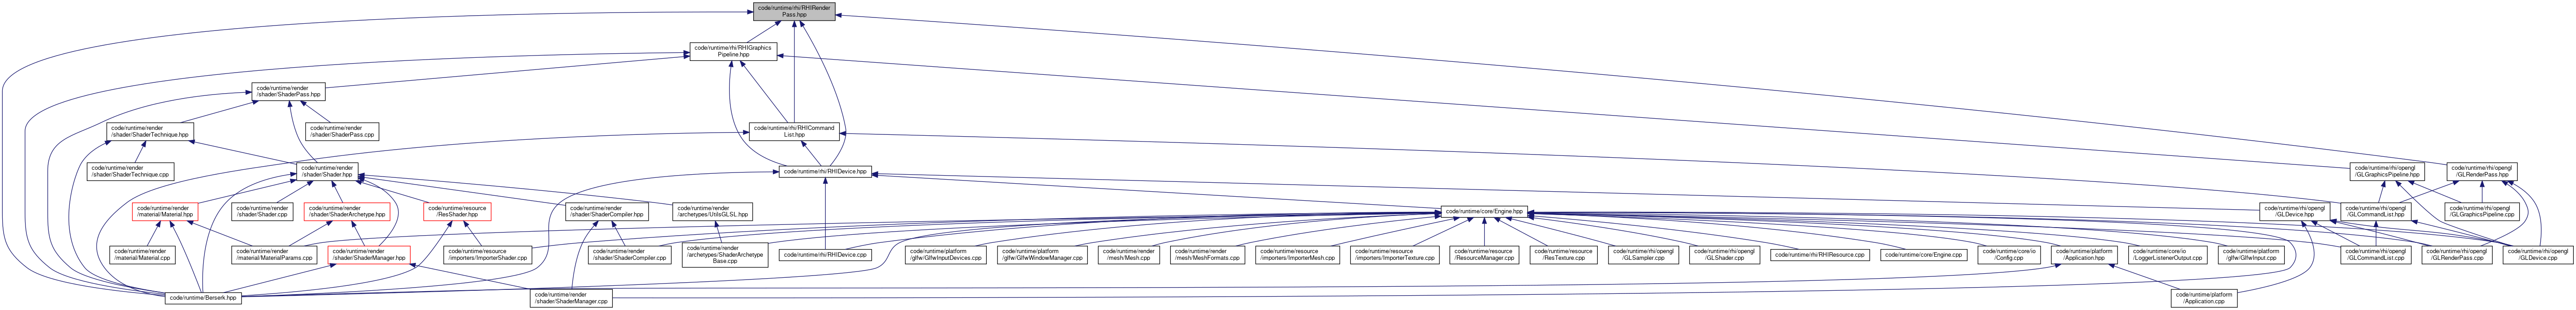 code/runtime/rhi/RHIRender
Pass.hpp
code/runtime/rhi/RHIGraphics
Pipeline.hpp
code/runtime/render
/shader/ShaderPass.hpp
code/runtime/render
/shader/ShaderTechnique.hpp
code/runtime/render
/shader/ShaderPass.cpp
code/runtime/rhi/RHICommand
List.hpp
code/runtime/render
/shader/ShaderTechnique.cpp
code/runtime/render
/shader/Shader.hpp
code/runtime/rhi/RHIDevice.hpp
code/runtime/rhi/opengl
/GLGraphicsPipeline.hpp
code/runtime/rhi/opengl
/GLRenderPass.hpp
code/runtime/render
/material/Material.hpp
code/runtime/render
/shader/Shader.cpp
code/runtime/render
/shader/ShaderArchetype.hpp
code/runtime/resource
/ResShader.hpp
code/runtime/render
/shader/ShaderCompiler.hpp
code/runtime/render
/archetypes/UtilsGLSL.hpp
code/runtime/core/Engine.hpp
code/runtime/rhi/opengl
/GLDevice.hpp
code/runtime/rhi/opengl
/GLCommandList.hpp
code/runtime/rhi/opengl
/GLGraphicsPipeline.cpp
code/runtime/render
/material/Material.cpp
code/runtime/render
/material/MaterialParams.cpp
code/runtime/render
/shader/ShaderManager.hpp
code/runtime/resource
/importers/ImporterShader.cpp
code/runtime/render
/shader/ShaderCompiler.cpp
code/runtime/render
/archetypes/ShaderArchetype
Base.cpp
code/runtime/rhi/RHIDevice.cpp
code/runtime/platform
/glfw/GlfwInputDevices.cpp
code/runtime/platform
/glfw/GlfwWindowManager.cpp
code/runtime/render
/mesh/Mesh.cpp
code/runtime/render
/mesh/MeshFormats.cpp
code/runtime/resource
/importers/ImporterMesh.cpp
code/runtime/resource
/importers/ImporterTexture.cpp
code/runtime/resource
/ResourceManager.cpp
code/runtime/resource
/ResTexture.cpp
code/runtime/rhi/opengl
/GLSampler.cpp
code/runtime/rhi/opengl
/GLShader.cpp
code/runtime/rhi/RHIResource.cpp
code/runtime/core/Engine.cpp
code/runtime/core/io
/Config.cpp
code/runtime/platform
/Application.hpp
code/runtime/core/io
/LoggerListenerOutput.cpp
code/runtime/platform
/glfw/GlfwInput.cpp
code/runtime/rhi/opengl
/GLCommandList.cpp
code/runtime/rhi/opengl
/GLRenderPass.cpp
code/runtime/rhi/opengl
/GLDevice.cpp
code/runtime/Berserk.hpp
code/runtime/render
/shader/ShaderManager.cpp
code/runtime/platform
/Application.cpp